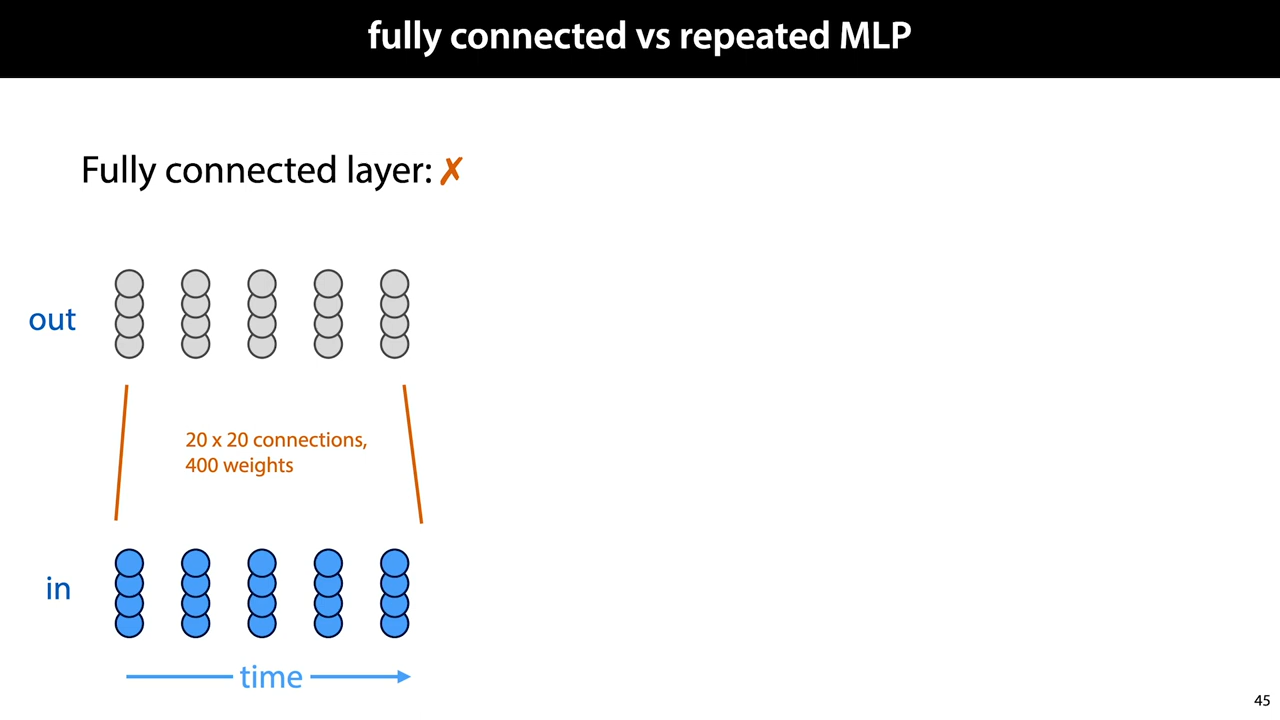 fully connected vs repeated MLP
Fully connected layer: ✗
out
20 x 20 connections,
400 weights
in
time
45